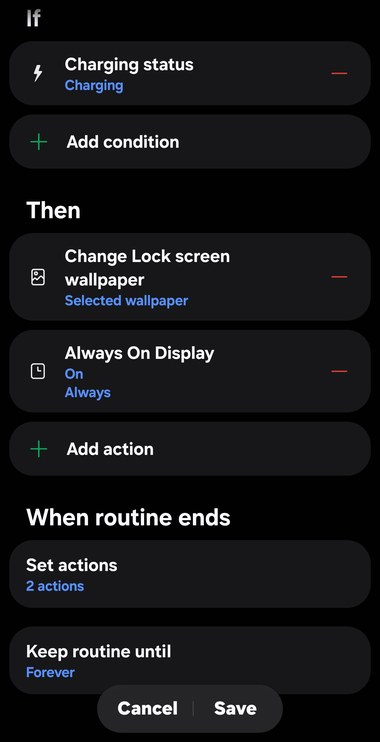 If
Charging status
Charging
Add condition
Then
Change Lock screen
wallpaper
Selected wallpaper
Always On Display
On
Always
Add action
When routine ends
Set actions
2 actions
Keep routine until
Forever
Cancel | Save